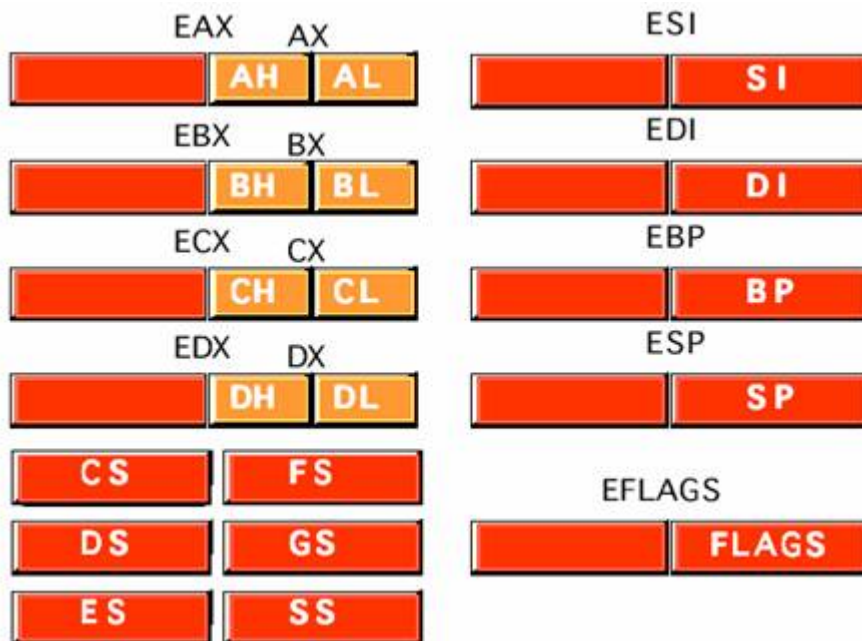 EAX AX ESI
AH AL SI
EBX BX EDI
BH BL DI
ECX CX EBP
CH CL BP
EDX DX ESP
DH DL SP
CS FS
EFLAGS
DS GS FLAGS
ES SS